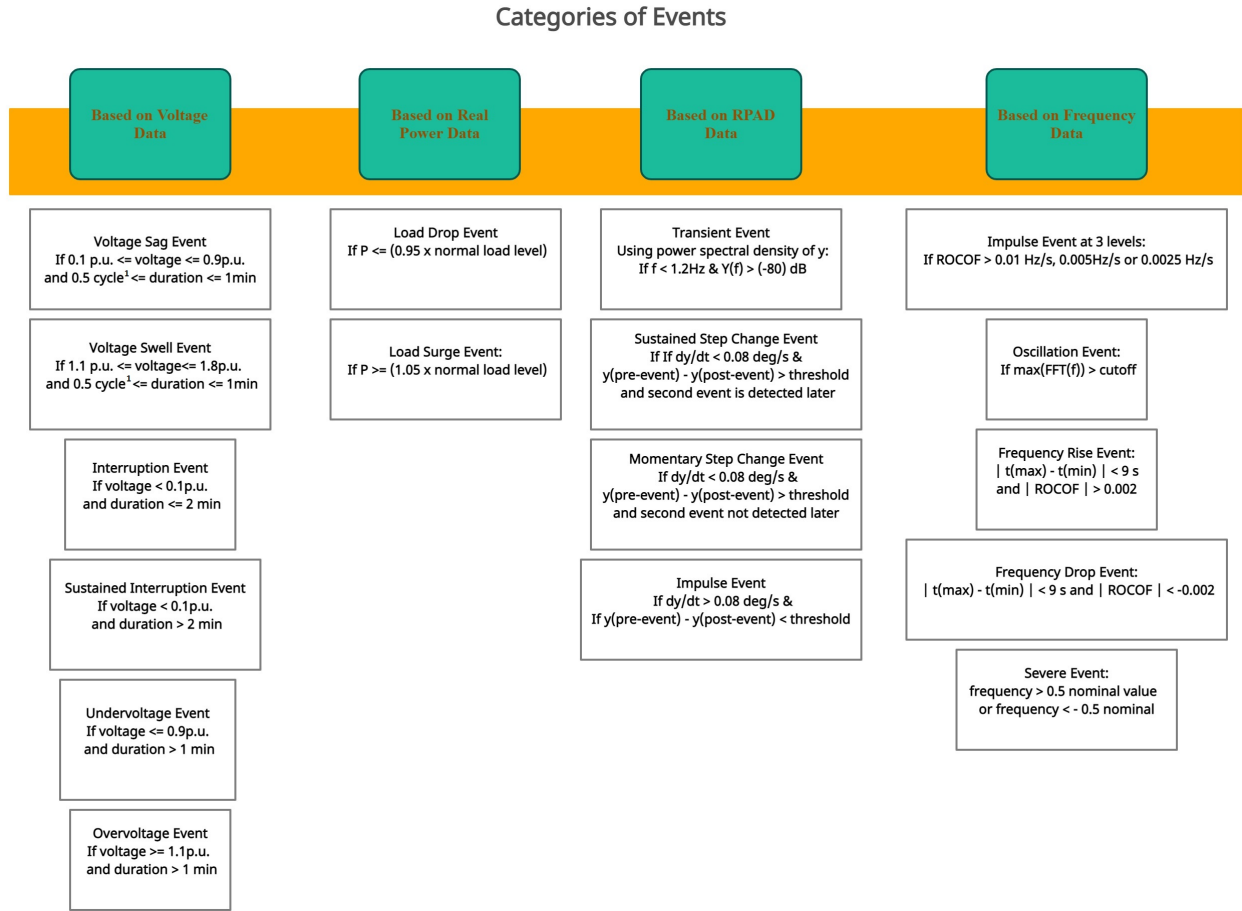 Categories of Events
Based on Voltage
Data
Voltage Sag Event
If 0.1 p.u. <= voltage <= 0.9p.u.
and 0.5 cycle¹<= duration <= 1min
Voltage Swell Event
If 1.1 p.u. <= voltage<= 1.8p.u.
and 0.5 cycle¹<= duration <= 1min
Interruption Event
If voltage < 0.1p.u.
and duration <= 2 min
Sustained Interruption Event
If voltage < 0.1p.u.
and duration > 2 min
Undervoltage Event
If voltage <= 0.9p.u.
and duration > 1 min
Overvoltage Event
If voltage >= 1.1p.u.
and duration > 1 min
Based on Real
Power Data
Load Drop Event
If P <= (0.95 x normal load level)
Load Surge Event:
If P >= (1.05 x normal load level)
Based on RPAD
Data
Transient Event
Using power spectral density of y:
If f < 1.2Hz & Y(f) > (-80) dB
Sustained Step Change Event
If If dy/dt < 0.08 deg/s &
y(pre-event) - y(post-event) > threshold
and second event is detected later
Momentary Step Change Event
If dy/dt < 0.08 deg/s &
y(pre-event) - y(post-event) > threshold
and second event not detected later
Impulse Event
If dy/dt > 0.08 deg/s &
If y(pre-event) - y(post-event) < threshold
Based on Frequency
Data
Impulse Event at 3 levels:
If ROCOF > 0.01 Hz/s, 0.005Hz/s or 0.0025 Hz/s
Oscillation Event:
If max(FFT(f)) > cutoff
Frequency Rise Event:
| t(max) - t(min) | < 9 s
and | ROCOF | > 0.002
Frequency Drop Event:
| t(max) - t(min) | < 9 s and | ROCOF | < -0.002
Severe Event:
frequency > 0.5 nominal value
or frequency < - 0.5 nominal